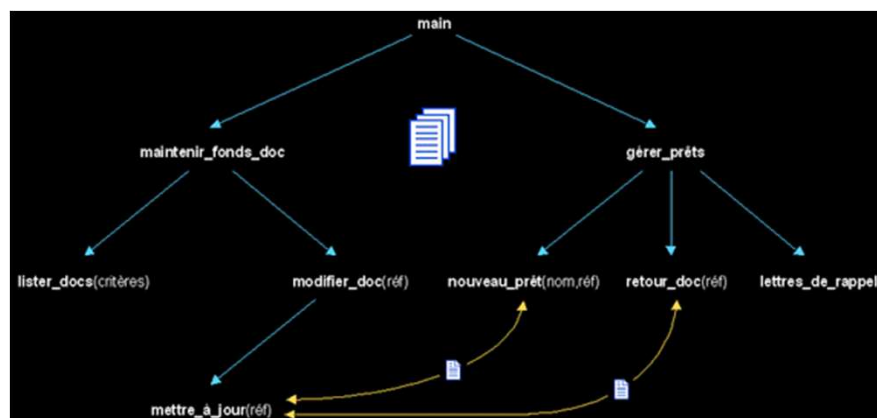 main
maintenir_fonds_doc
gérer_prêts
lister_docs(critères)
modifier_doc(réf)
nouveau_prêt(nom,réf)
retour_doc(réf)
lettres_de_rappel
mettre_à_jour(réf)